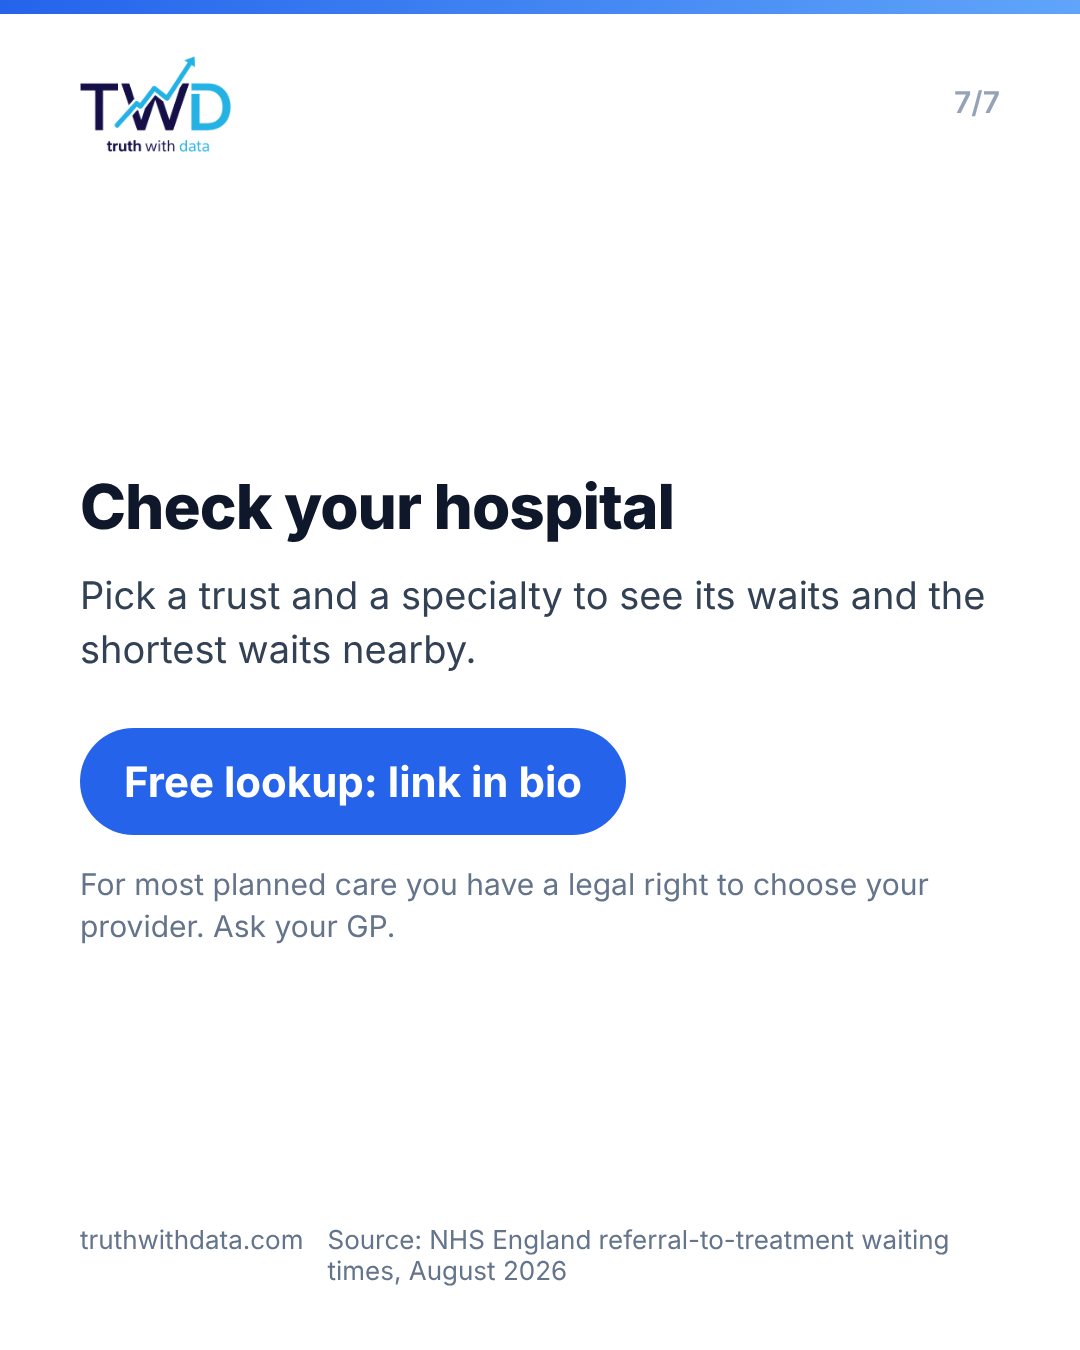 TWD
truth with data
7/7
Check your hospital
Pick a trust and a specialty to see its waits and the
shortest waits nearby.
Free lookup: link in bio
For most planned care you have a legal right to choose your
provider. Ask your GP.
truthwithdata.com
Source: NHS England referral-to-treatment waiting
times, August 2026